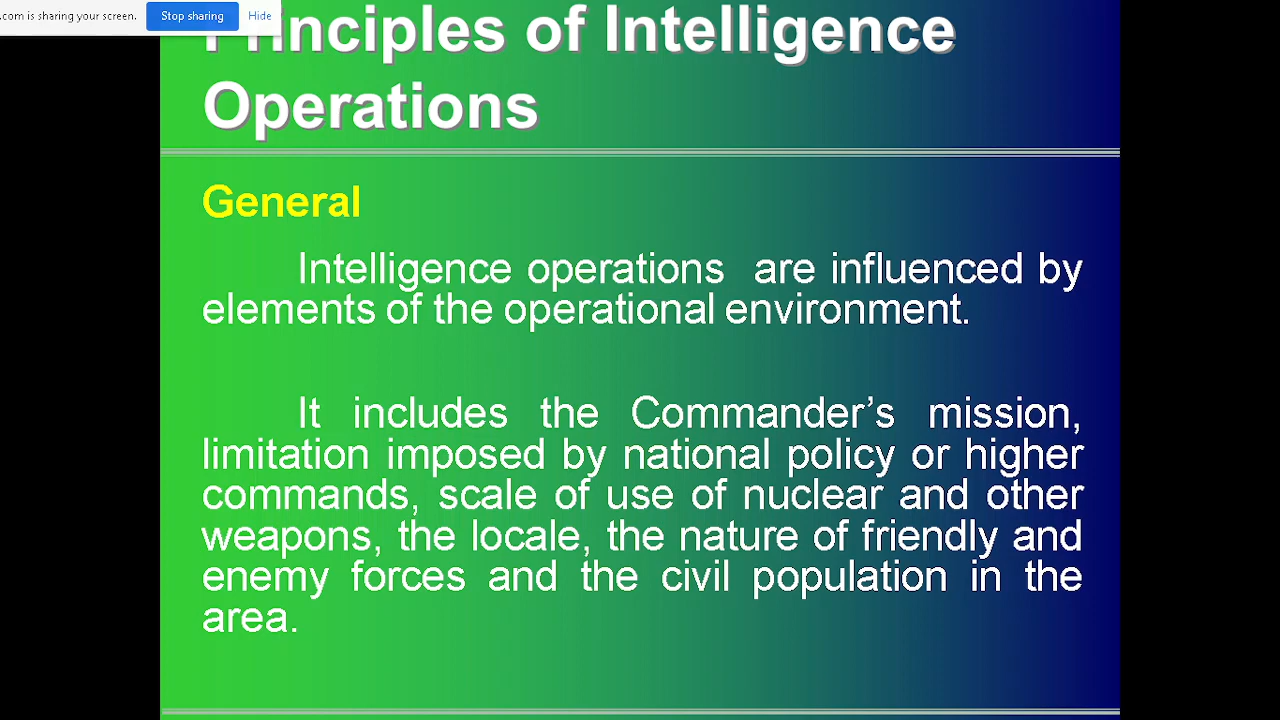 .com is sharing your screen. Stop sharing Hide
Principles of Intelligence
Operations
General
Intelligence operations are influenced by
elements of the operational environment.
It includes the Commander’s mission,
limitation imposed by national policy or higher
commands, scale of use of nuclear and other
weapons, the locale, the nature of friendly and
enemy forces and the civil population in the
area.